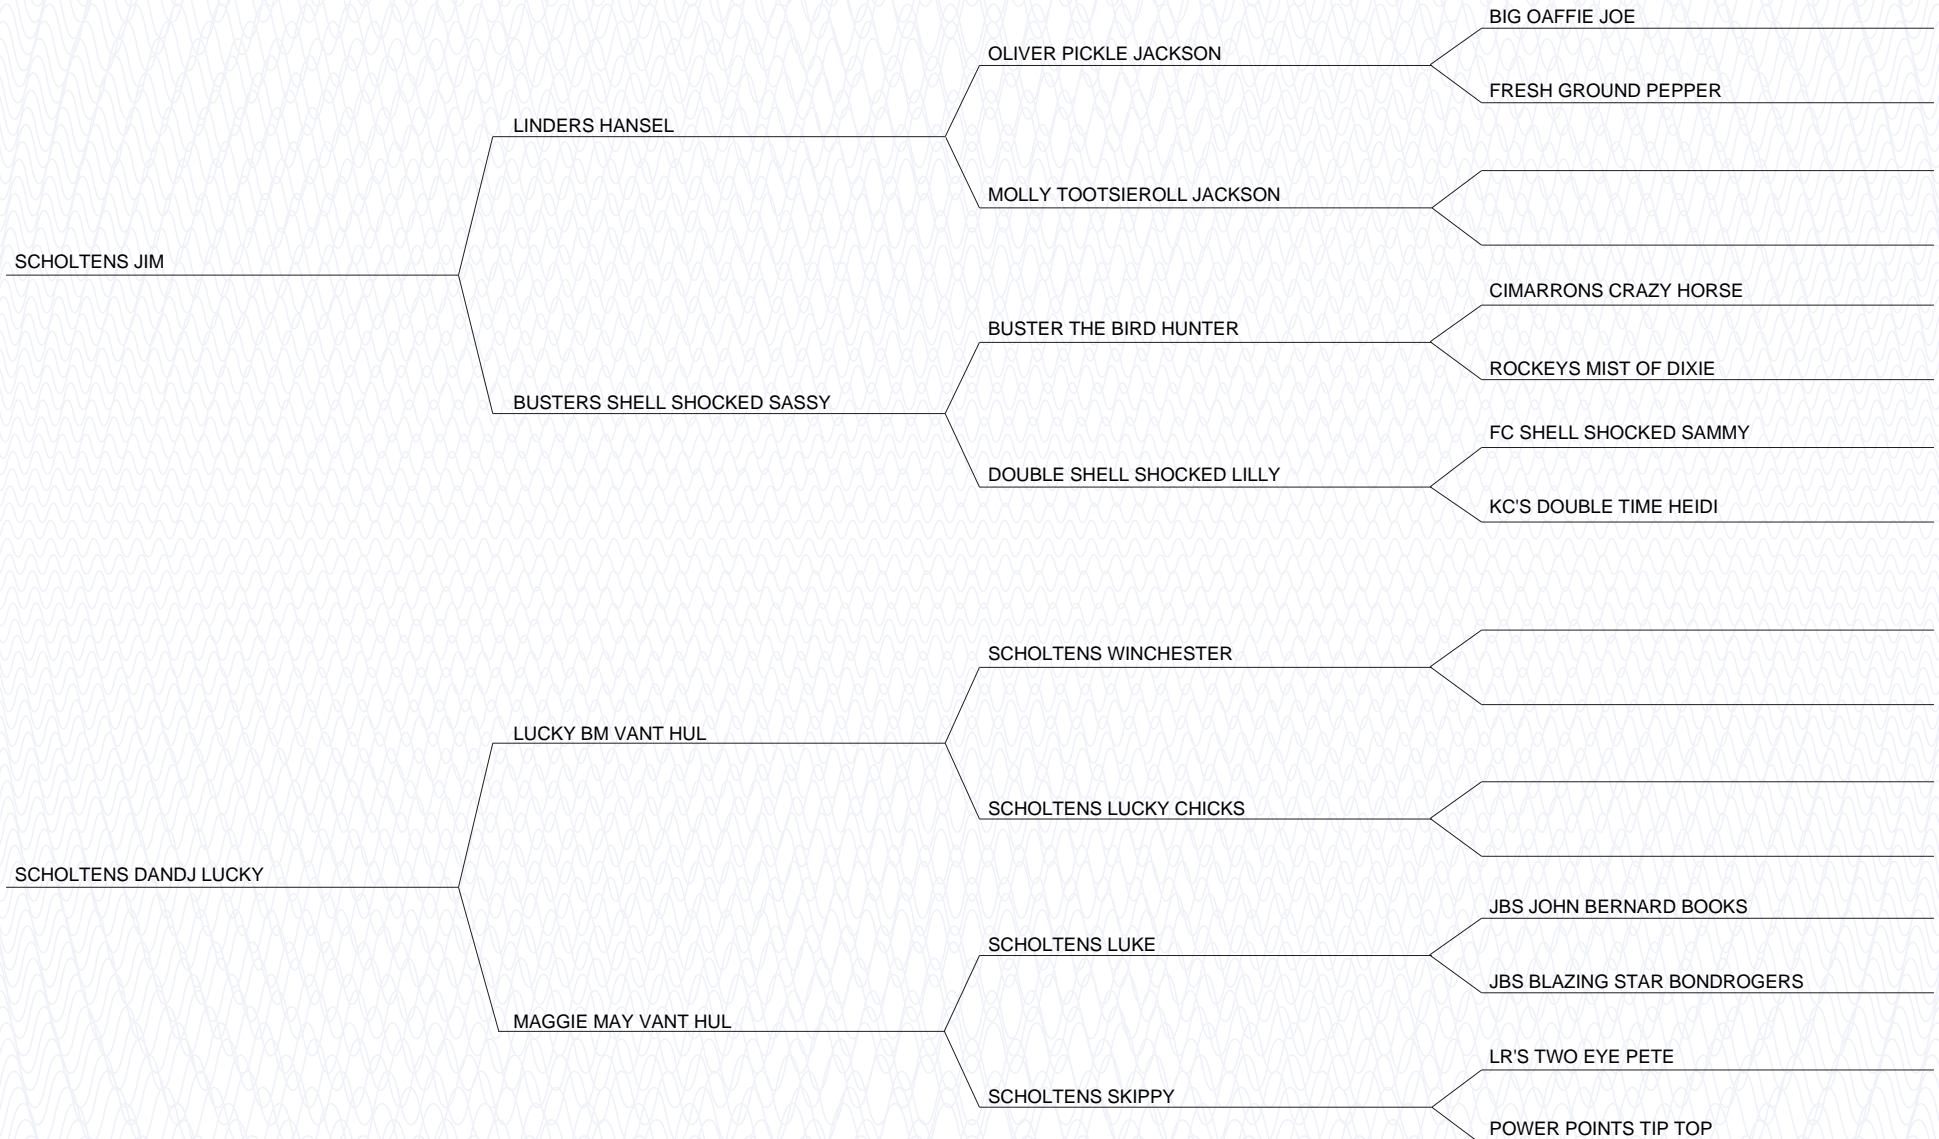 BIG OAFFIE JOE
OLIVER PICKLE JACKSON
FRESH GROUND PEPPER
LINDERS HANSEL
MOLLY TOOTSIEROLL JACKSON
SCHOLTENS JIM
CIMARRONS CRAZY HORSE
BUSTER THE BIRD HUNTER
ROCKEYS MIST OF DIXIE
BUSTERS SHELL SHOCKED SASSY
FC SHELL SHOCKED SAMMY
DOUBLE SHELL SHOCKED LILLY
KC'S DOUBLE TIME HEIDI
SCHOLTENS WINCHESTER
LUCKY BM VANT HUL
SCHOLTENS LUCKY CHICKS
SCHOLTENS DANDJ LUCKY
JBS JOHN BERNARD BOOKS
SCHOLTENS LUKE
JBS BLAZING STAR BONDROGERS
MAGGIE MAY VANT HUL
LR'S TWO EYE PETE
SCHOLTENS SKIPPY
POWER POINTS TIP TOP